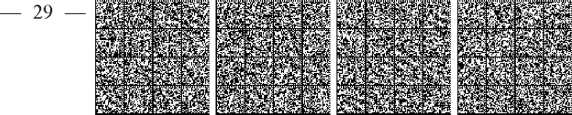 — 29 —